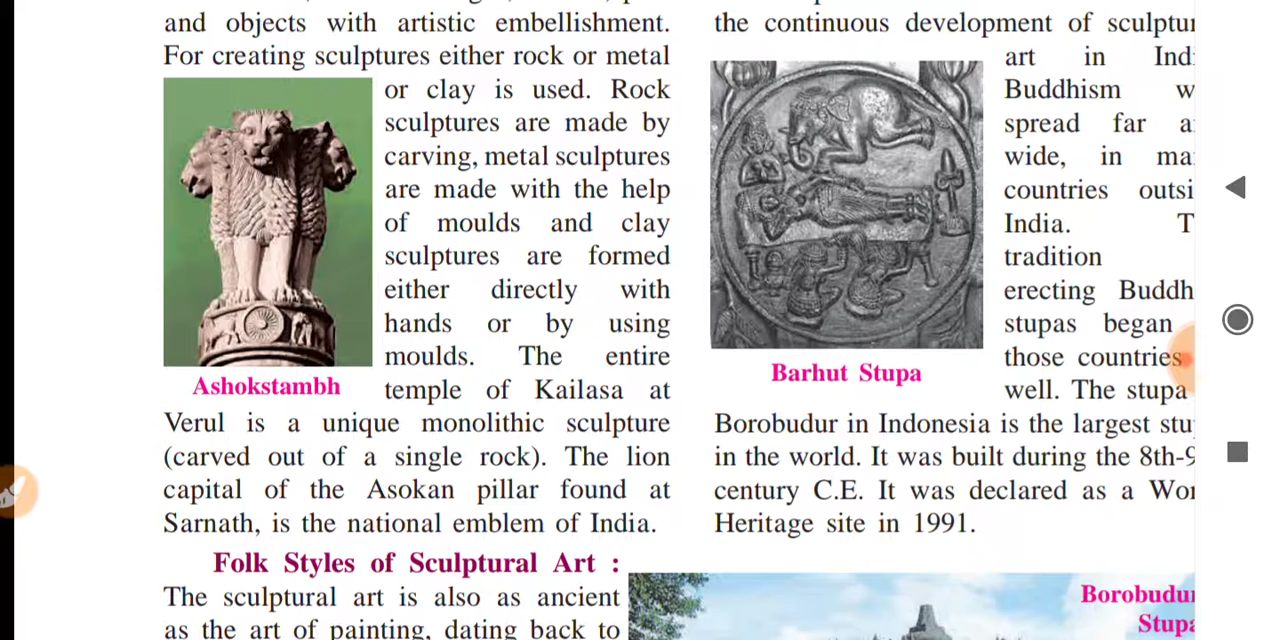 and objects with artistic embellishment.
For creating sculptures either rock or metal
or clay is used. Rock
sculptures are made by
carving, metal sculptures
are made with the help
of moulds and clay
sculptures are formed
either directly with
hands or by using
moulds. The entire
temple of Kailasa at
Ashokstambh
Verul is a unique monolithic sculpture
(carved out of a single rock). The lion
capital of the Asokan pillar found at
Sarnath, is the national emblem of India.
Folk Styles of Sculptural Art :
The sculptural art is also as ancient
as the art of painting, dating back to
the continuous development of
art in
Buddhism
spread far
wide, in
countries
India.
tradition
erecting
stupas began
those countries
well. The stupa
Barhut Stupa
Borobudur in Indonesia is the largest
in the world. It was built during the 8th-
century C.E. It was declared as a
Heritage site in 1991.